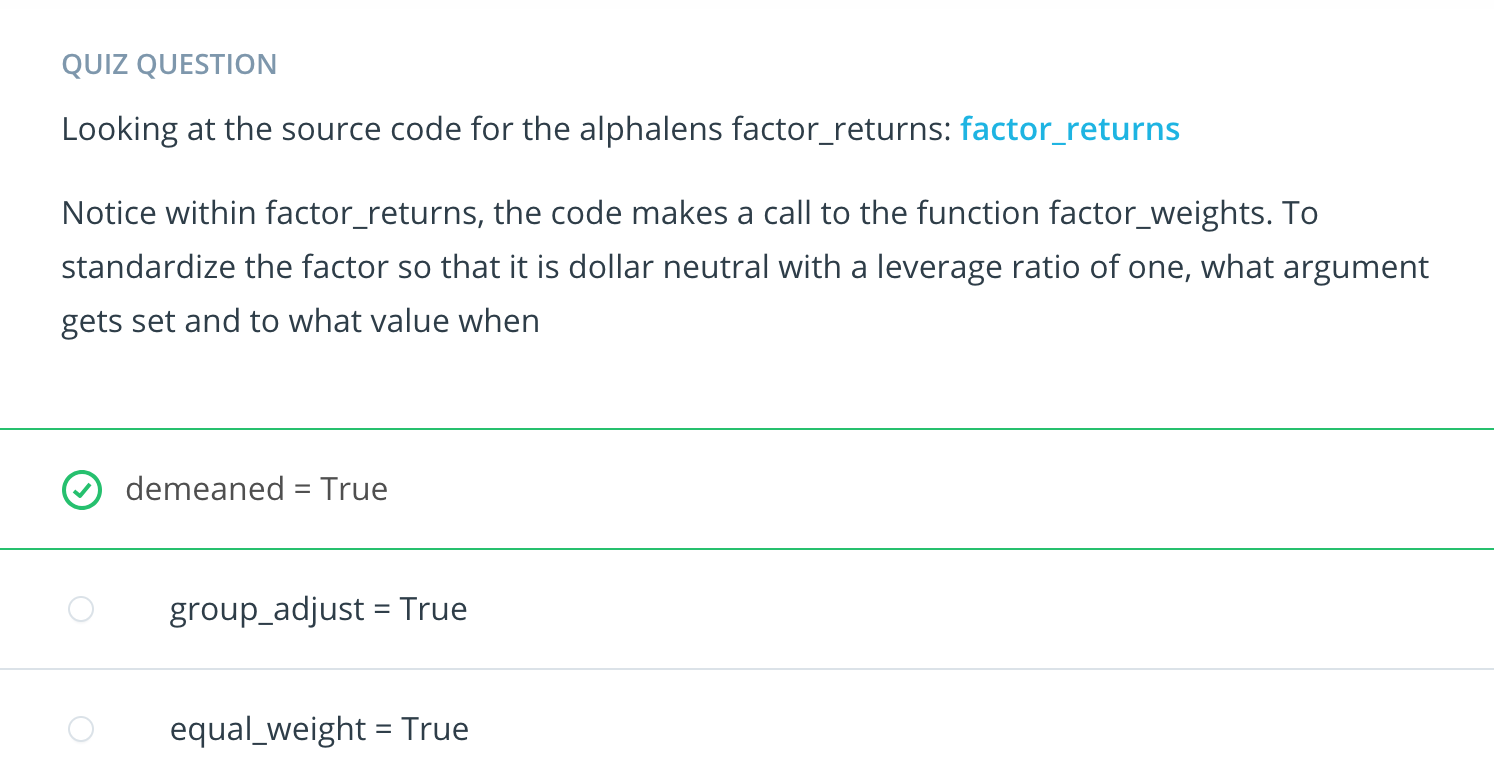 QUIZ QUESTION
Looking at the source code for the alphalens factor_returns: factor_returns
Notice within factor_returns, the code makes a call to the function factor_weights. To
standardize the factor so that it is dollar neutral with a leverage ratio of one, what argument
gets set and to what value when
demeaned = True
group_adjust = True
equal_weight = True